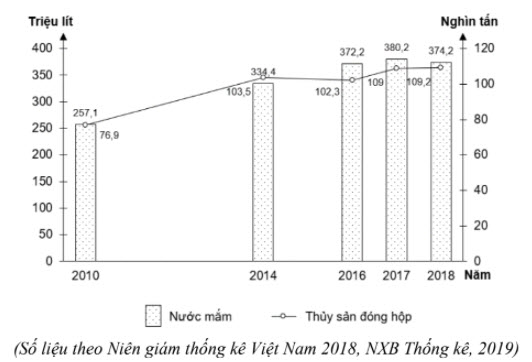 Triệu lít Nghìn tấn
400 120
350 100
300 80
250 60
200 40
150 20
100 0
50
0
257,1 334,4 372,2 380,2 374,2
76,9 103,5 102,3 109 109,2
2010 2014 2016 2017 2018 Năm
Nước mắm Thủy sản đóng hộp
(Số liệu theo Niên giám thống kê Việt Nam 2018, NXB Thống kê, 2019)